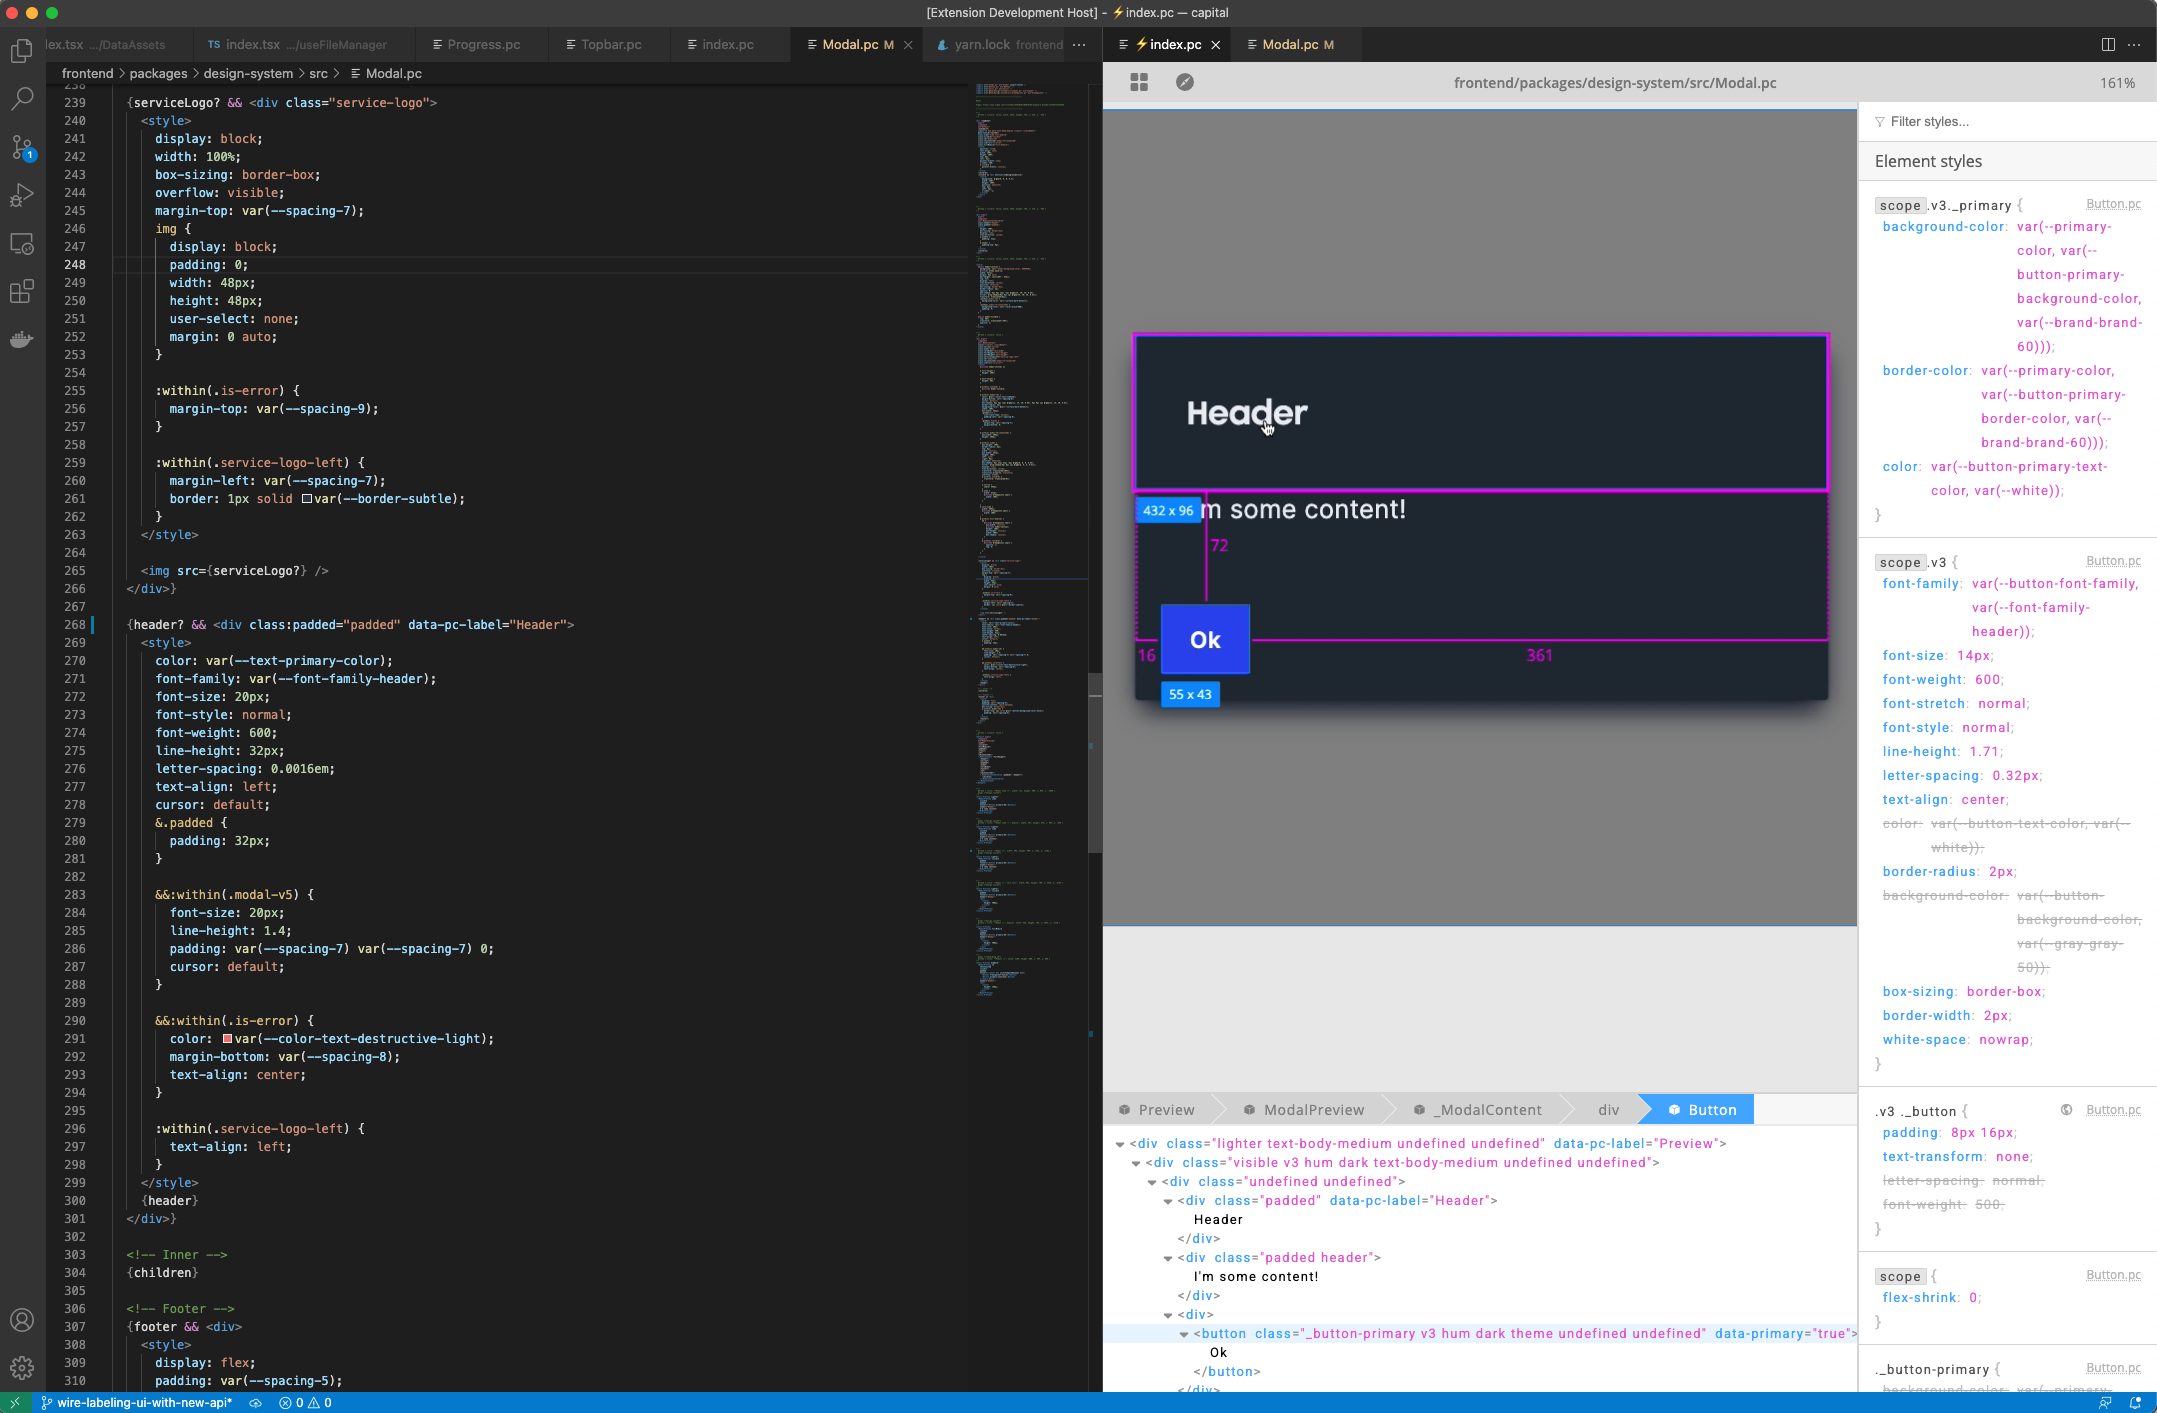 [Extension Development Host] - ⚡index.pc — capital
lex.tsx .../DataAssets
TS index.tsx .../useFileManager
Progress.pc
Topbar.pc
index.pc
Modal.pc M
yarn.lock frontend
⚡index.pc
Modal.pc M
frontend > packages > design-system > src > Modal.pc
frontend/packages/design-system/src/Modal.pc
161%
238
239 {serviceLogo? && <div class="service-logo">
240 <style>
241 display: block;
242 width: 100%;
243 box-sizing: border-box;
244 overflow: visible;
245 margin-top: var(--spacing-7);
246 img {
247 display: block;
248 padding: 0;
249 width: 48px;
250 height: 48px;
251 user-select: none;
252 margin: 0 auto;
253 }
254
255 :within(.is-error) {
256 margin-top: var(--spacing-9);
257 }
258
259 :within(.service-logo-left) {
260 margin-left: var(--spacing-7);
261 border: 1px solid var(--border-subtle);
262 }
263 </style>
264
265 <img src={serviceLogo?} />
266 </div>}
267
268 {header? && <div class:padded="padded" data-pc-label="Header">
269 <style>
270 color: var(--text-primary-color);
271 font-family: var(--font-family-header);
272 font-size: 20px;
273 font-style: normal;
274 font-weight: 600;
275 line-height: 32px;
276 letter-spacing: 0.0016em;
277 text-align: left;
278 cursor: default;
279 &.padded {
280 padding: 32px;
281 }
282
283 &&:within(.modal-v5) {
284 font-size: 20px;
285 line-height: 1.4;
286 padding: var(--spacing-7) var(--spacing-7) 0;
287 cursor: default;
288 }
289
290 &&:within(.is-error) {
291 color: var(--color-text-destructive-light);
292 margin-bottom: var(--spacing-8);
293 text-align: center;
294 }
295
296 :within(.service-logo-left) {
297 text-align: left;
298 }
299 </style>
300 {header}
301 </div>}
302
303 <!-- Inner -->
304 {children}
305
306 <!-- Footer -->
307 {footer && <div>
308 <style>
309 display: flex;
310 padding: var(--spacing-5);
Header
432 x 96
m some content!
72
Ok
16
361
55 x 43
Preview
ModalPreview
_ModalContent
div
Button
<div class="lighter text-body-medium undefined undefined" data-pc-label="Preview">
<div class="visible v3 hum dark text-body-medium undefined undefined">
<div class="undefined undefined">
<div class="padded" data-pc-label="Header">
Header
</div>
<div class="padded header">
I'm some content!
</div>
<div>
<button class="_button-primary v3 hum dark theme undefined undefined" data-primary="true">
Ok
</button>
</div>
Filter styles...
Element styles
scope.v3._primary {
Button.pc
background-color: var(--primary-
color, var(--
button-primary-
background-color,
var(--brand-brand-
60)));
border-color: var(--primary-color,
var(--button-primary-
border-color, var(--
brand-brand-60)));
color: var(--button-primary-text-
color, var(--white));
}
scope.v3 {
Button.pc
font-family: var(--button-font-family,
var(--font-family-
header));
font-size: 14px;
font-weight: 600;
font-stretch: normal;
font-style: normal;
line-height: 1.71;
letter-spacing: 0.32px;
text-align: center;
color: var(--button-text-color, var(--
white));
border-radius: 2px;
background-color: var(--button-
background-color,
var(--gray-gray-
50));
box-sizing: border-box;
border-width: 2px;
white-space: nowrap;
}
.v3 ._button {
Button.pc
padding: 8px 16px;
text-transform: none;
letter-spacing: normal;
font-weight: 500;
}
scope {
Button.pc
flex-shrink: 0;
}
._button-primary {
Button.pc
background-color: var(--primary-
1
wire-labeling-ui-with-new-api*
0
0